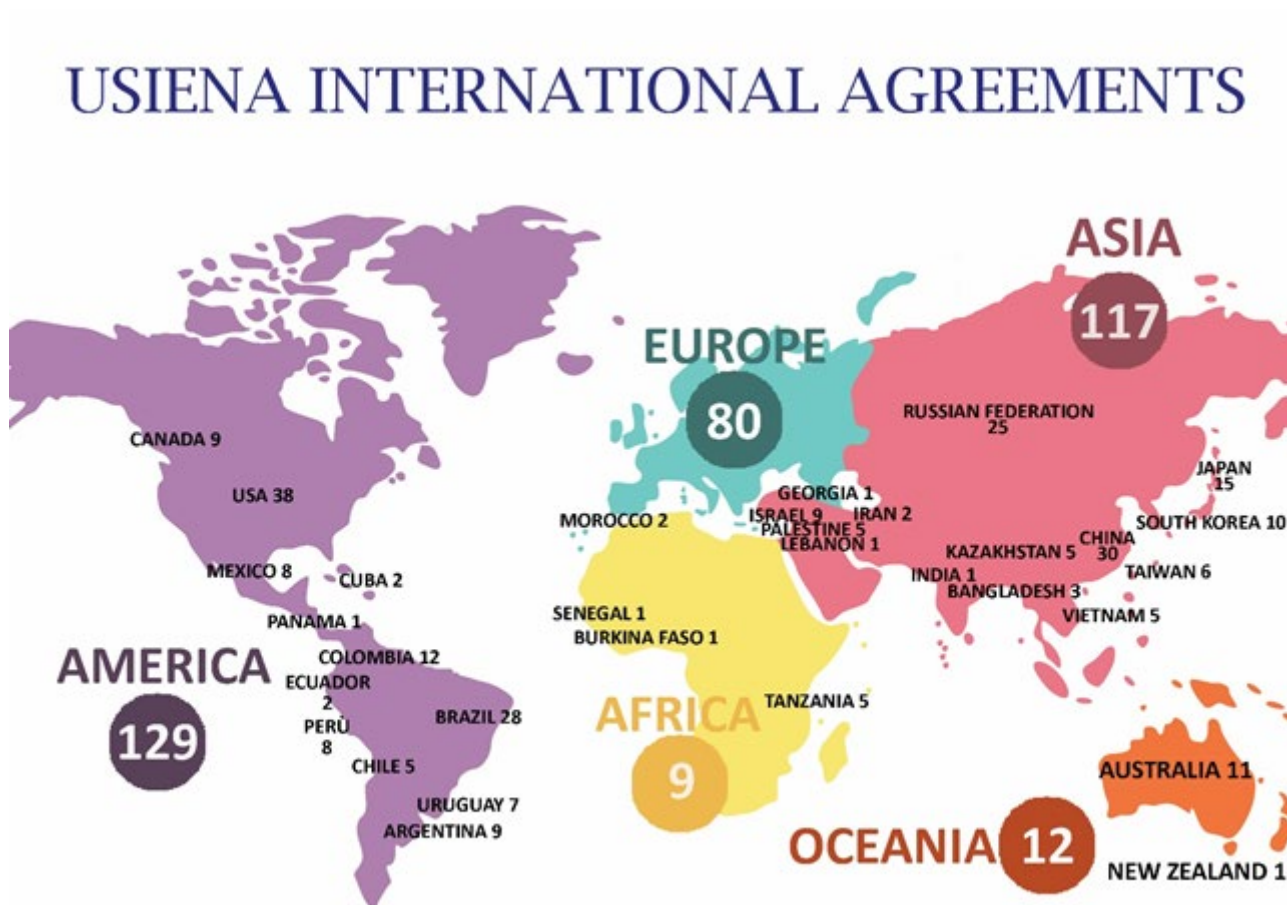 USIENA INTERNATIONAL AGREEMENTS
ASIA
117
EUROPE
80
RUSSIAN FEDERATION
25
CANADA 9
USA 38
JAPAN
15
GEORGIA 1
ISRAEL 9
IRAN 2
MOROCCO 2
PALESTINE 5
SOUTH KOREA 10
LEBANON 1
CHINA
30
KAZAKHSTAN 5
MEXICO 8
CUBA 2
INDIA 1
TAIWAN 6
BANGLADESH 3
PANAMA 1
SENEGAL 1
VIETNAM 5
BURKINA FASO 1
AMERICA
129
COLOMBIA 12
ECUADOR
2
PERÙ
8
BRAZIL 28
CHILE 5
URUGUAY 7
ARGENTINA 9
TANZANIA 5
AFRICA
9
AUSTRALIA 11
OCEANIA
12
NEW ZEALAND 1